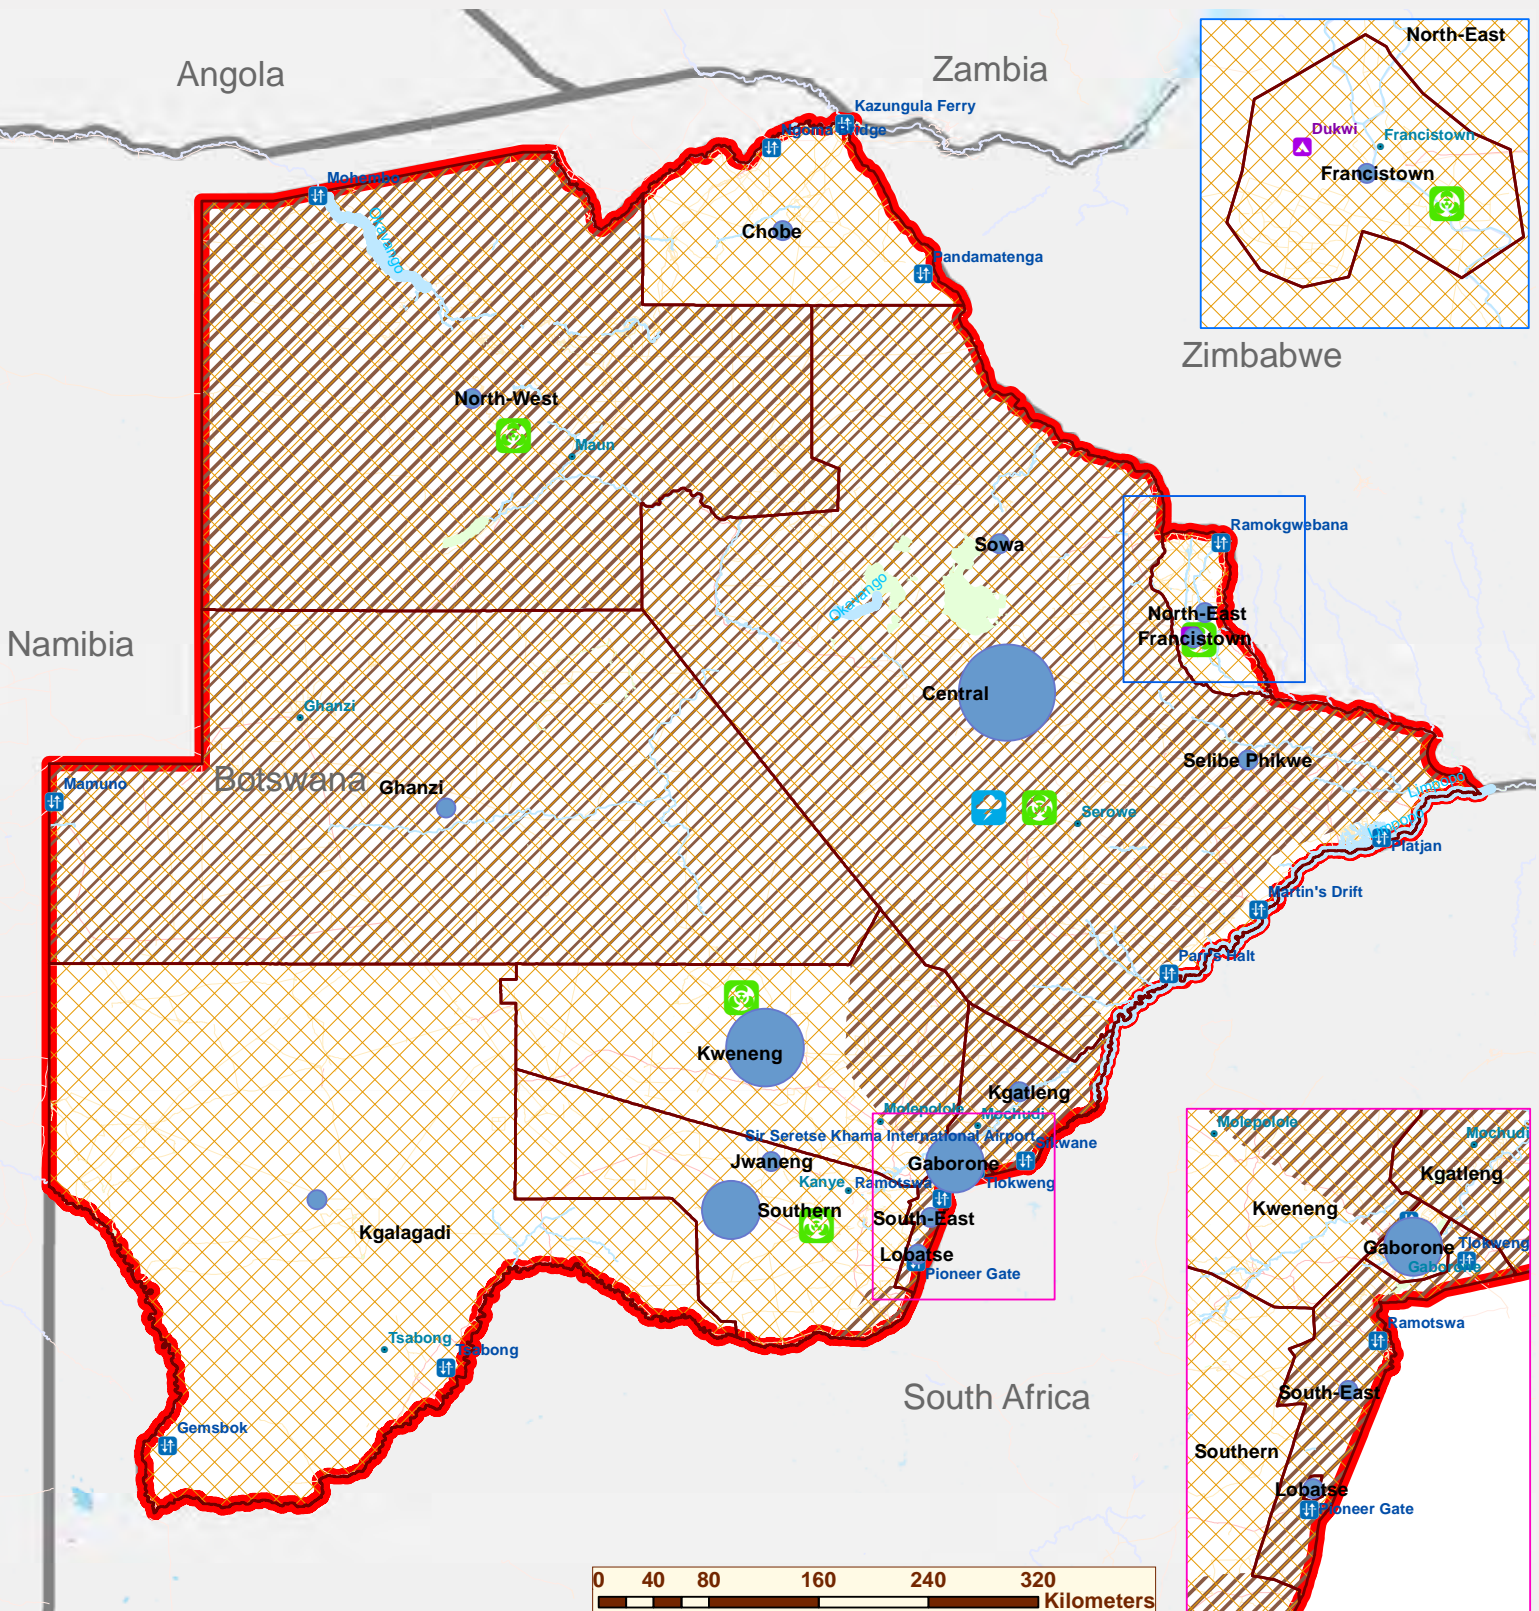 Angola
Zambia
North-East
Kazungula Ferry
Ngoma Bridge
Dukwi
Francistown
Francistown
Mohembo
Okavango
Chobe
Pandamatenga
Zimbabwe
North-West
Maun
Ramokgwebana
Sowa
Okavango
North-East
Francistown
Namibia
Central
Ghanzi
Selibe Phikwe
Botswana
Ghanzi
Mamuno
Limpopo
Serowe
Limpopo
Platjan
Martin's Drift
Parr's Halt
Kweneng
Kgatleng
Molepolole
Mochudi
Sir Seretse Khama International Airport
Sikwane
Jwaneng
Gaborone
Kanye
Ramotswa
Tlokweng
Southern
South-East
Kgalagadi
Lobatse
Pioneer Gate
Tsabong
Tsabong
South Africa
Gemsbok
Molepolole
Mochudi
Kgatleng
Kweneng
Gaborone
Tlokweng
Gaborone
Ramotswa
South-East
Southern
Lobatse
Pioneer Gate
0 40 80 160 240 320
Kilometers